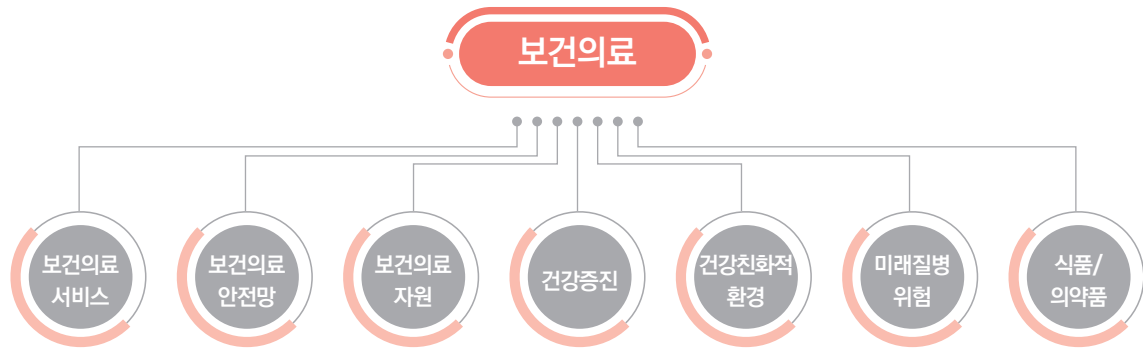 보건의료
보건의료
서비스
보건의료
안전망
보건의료
자원
건강증진
건강친화적
환경
미래질병
위험
식품/
의약품